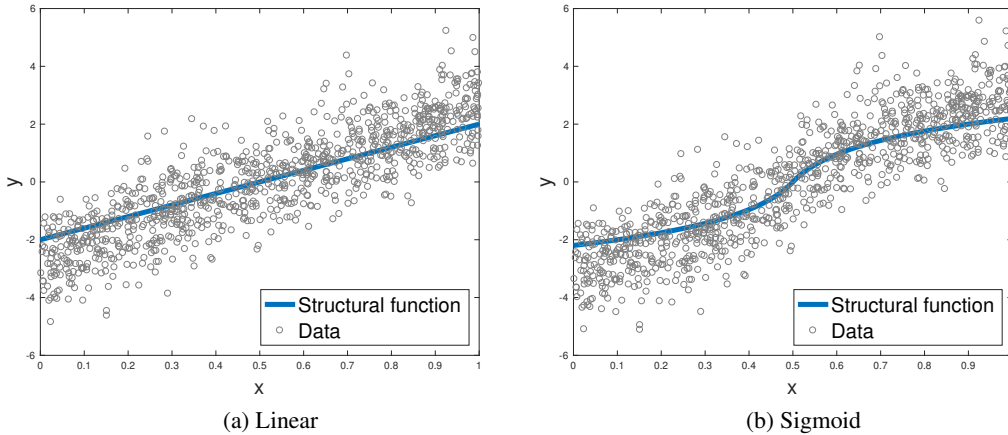 6
4
2
0
-2
-4
-6
y
0 0.1 0.2 0.3 0.4 0.5 0.6 0.7 0.8 0.9 1
x
Structural function
Data
(a) Linear
6
4
2
0
-2
-4
-6
y
0 0.1 0.2 0.3 0.4 0.5 0.6 0.7 0.8 0.9
x
Structural function
Data
(b) Sigmoid